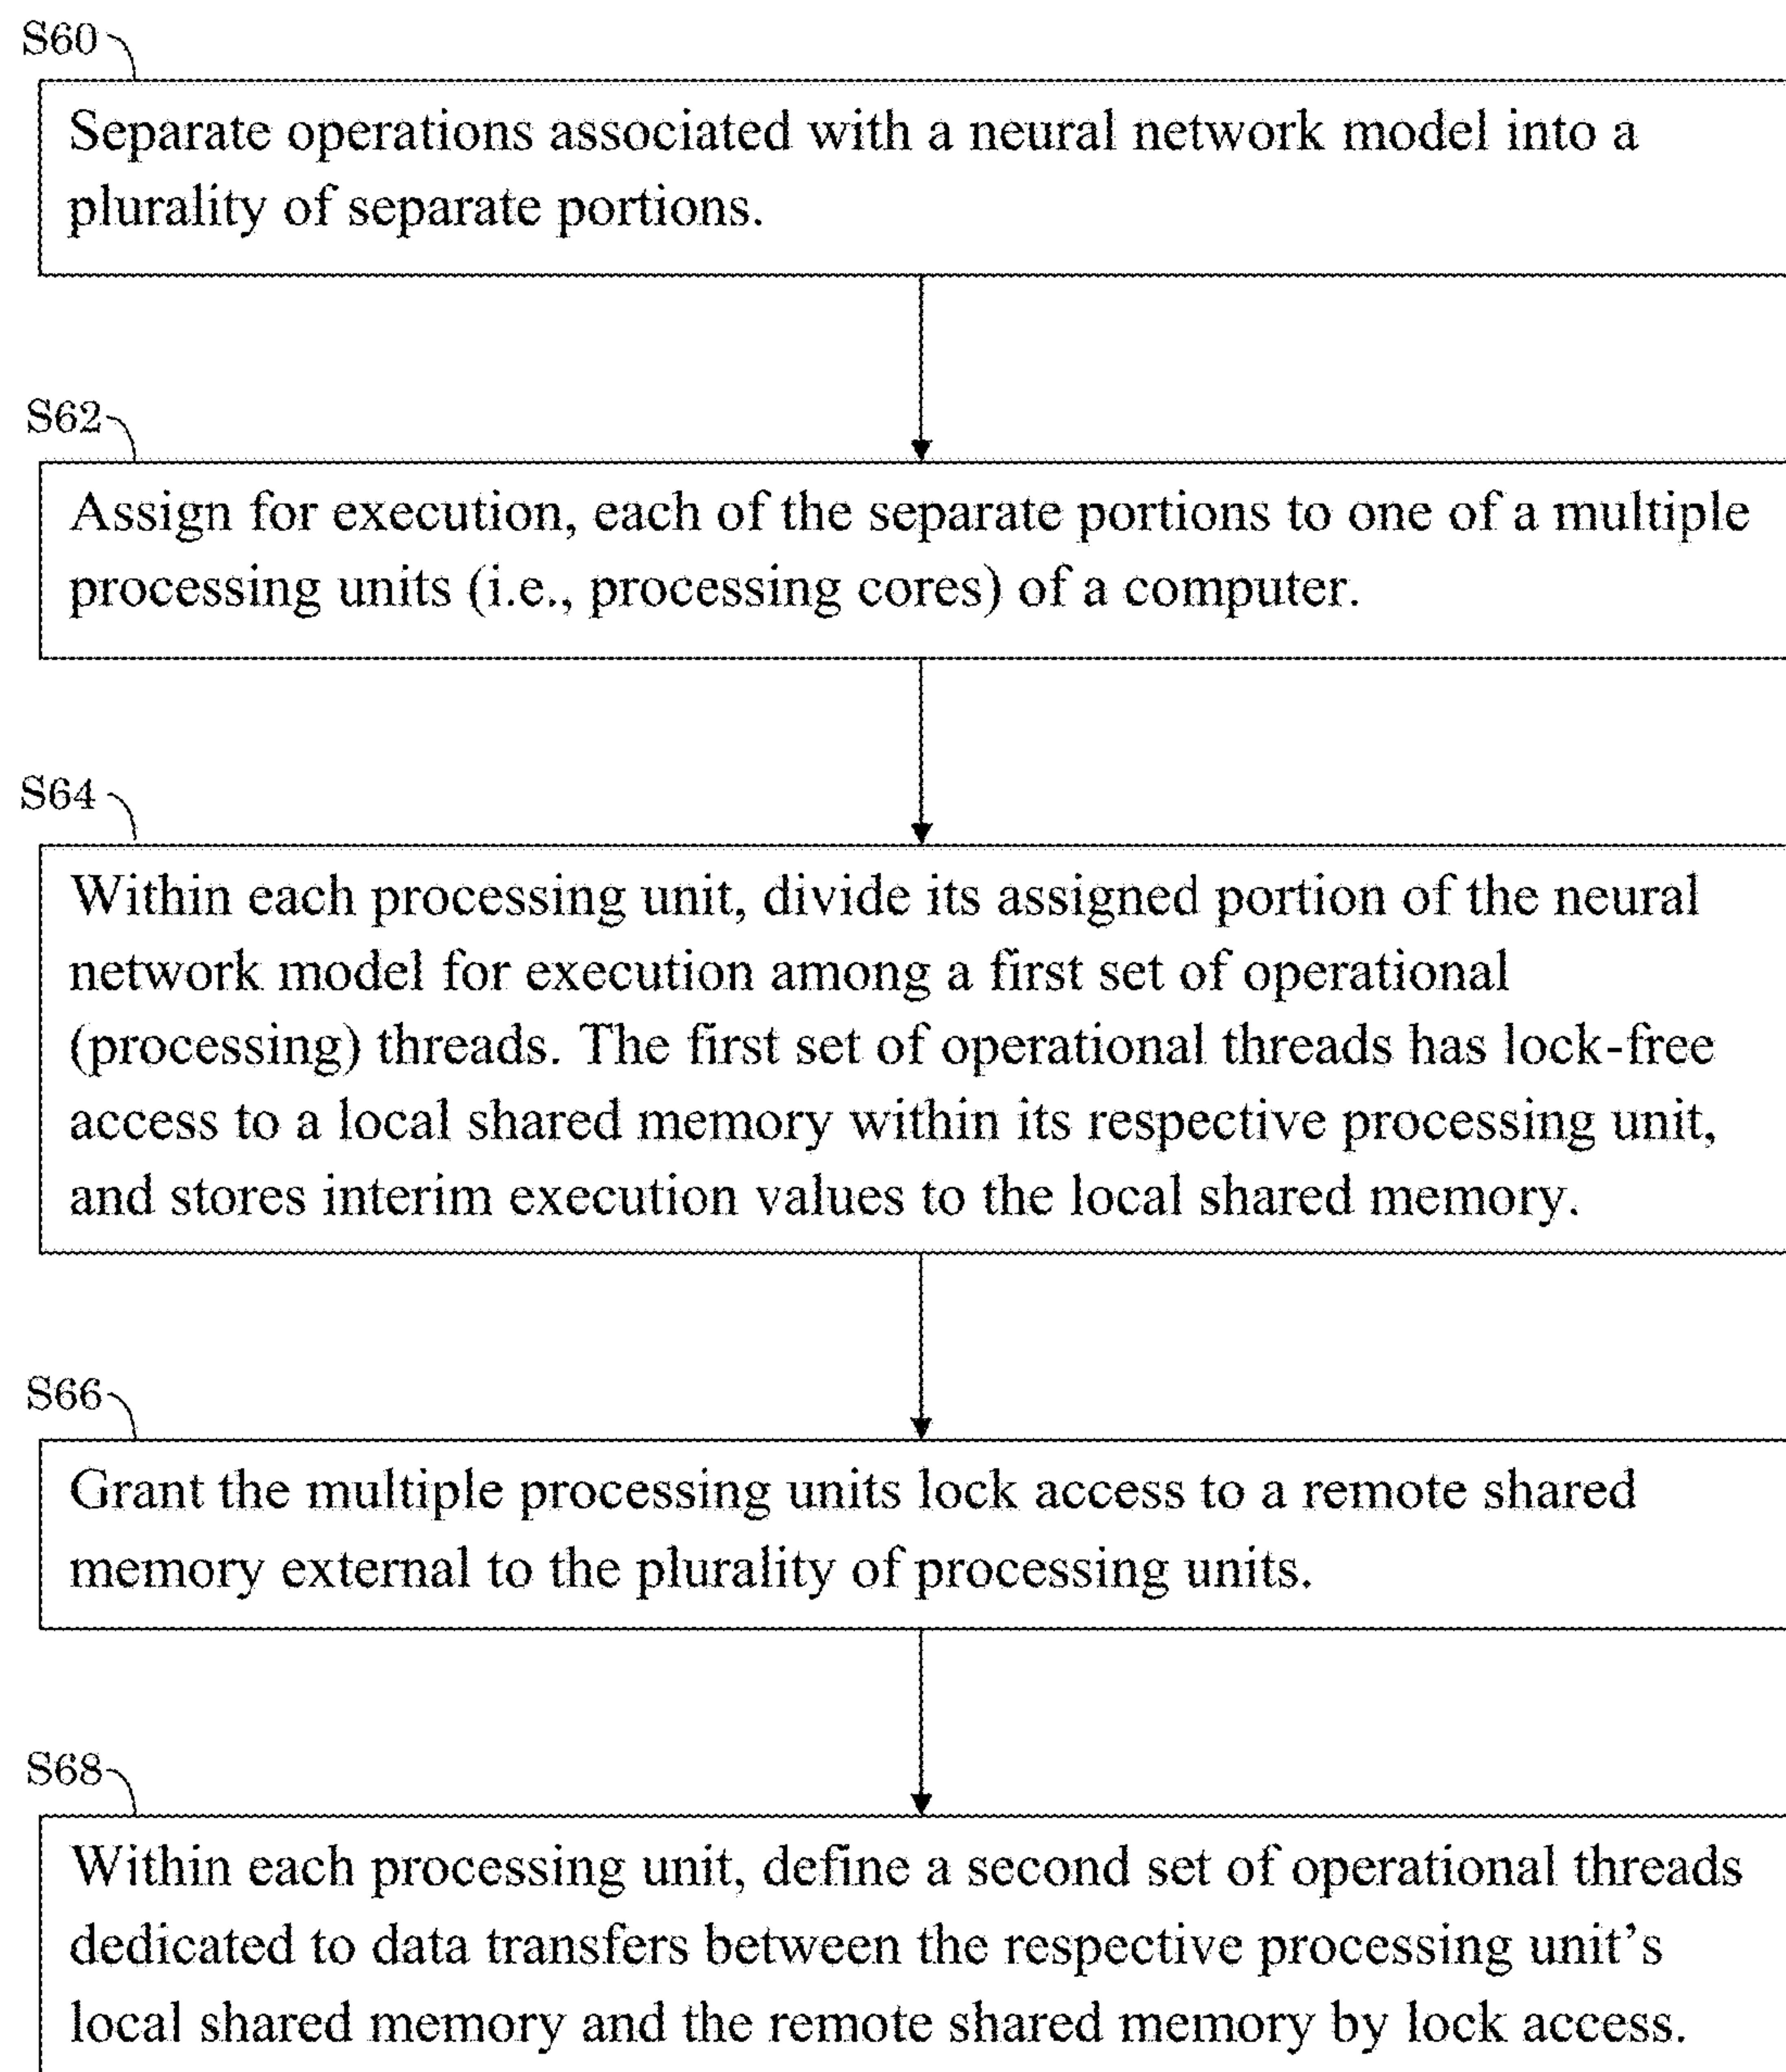 S60
Separate operations associated with a neural network model into a
plurality of separate portions.
S62
Assign for execution, each of the separate portions to one of a multiple
processing units (i.e., processing cores) of a computer.
S64
Within each processing unit, divide its assigned portion of the neural
network model for execution among a first set of operational
(processing) threads. The first set of operational threads has lock-free
access to a local shared memory within its respective processing unit,
and stores interim execution values to the local shared memory.
S66
Grant the multiple processing units lock access to a remote shared
memory external to the plurality of processing units.
S68
Within each processing unit, define a second set of operational threads
dedicated to data transfers between the respective processing unit’s
local shared memory and the remote shared memory by lock access.